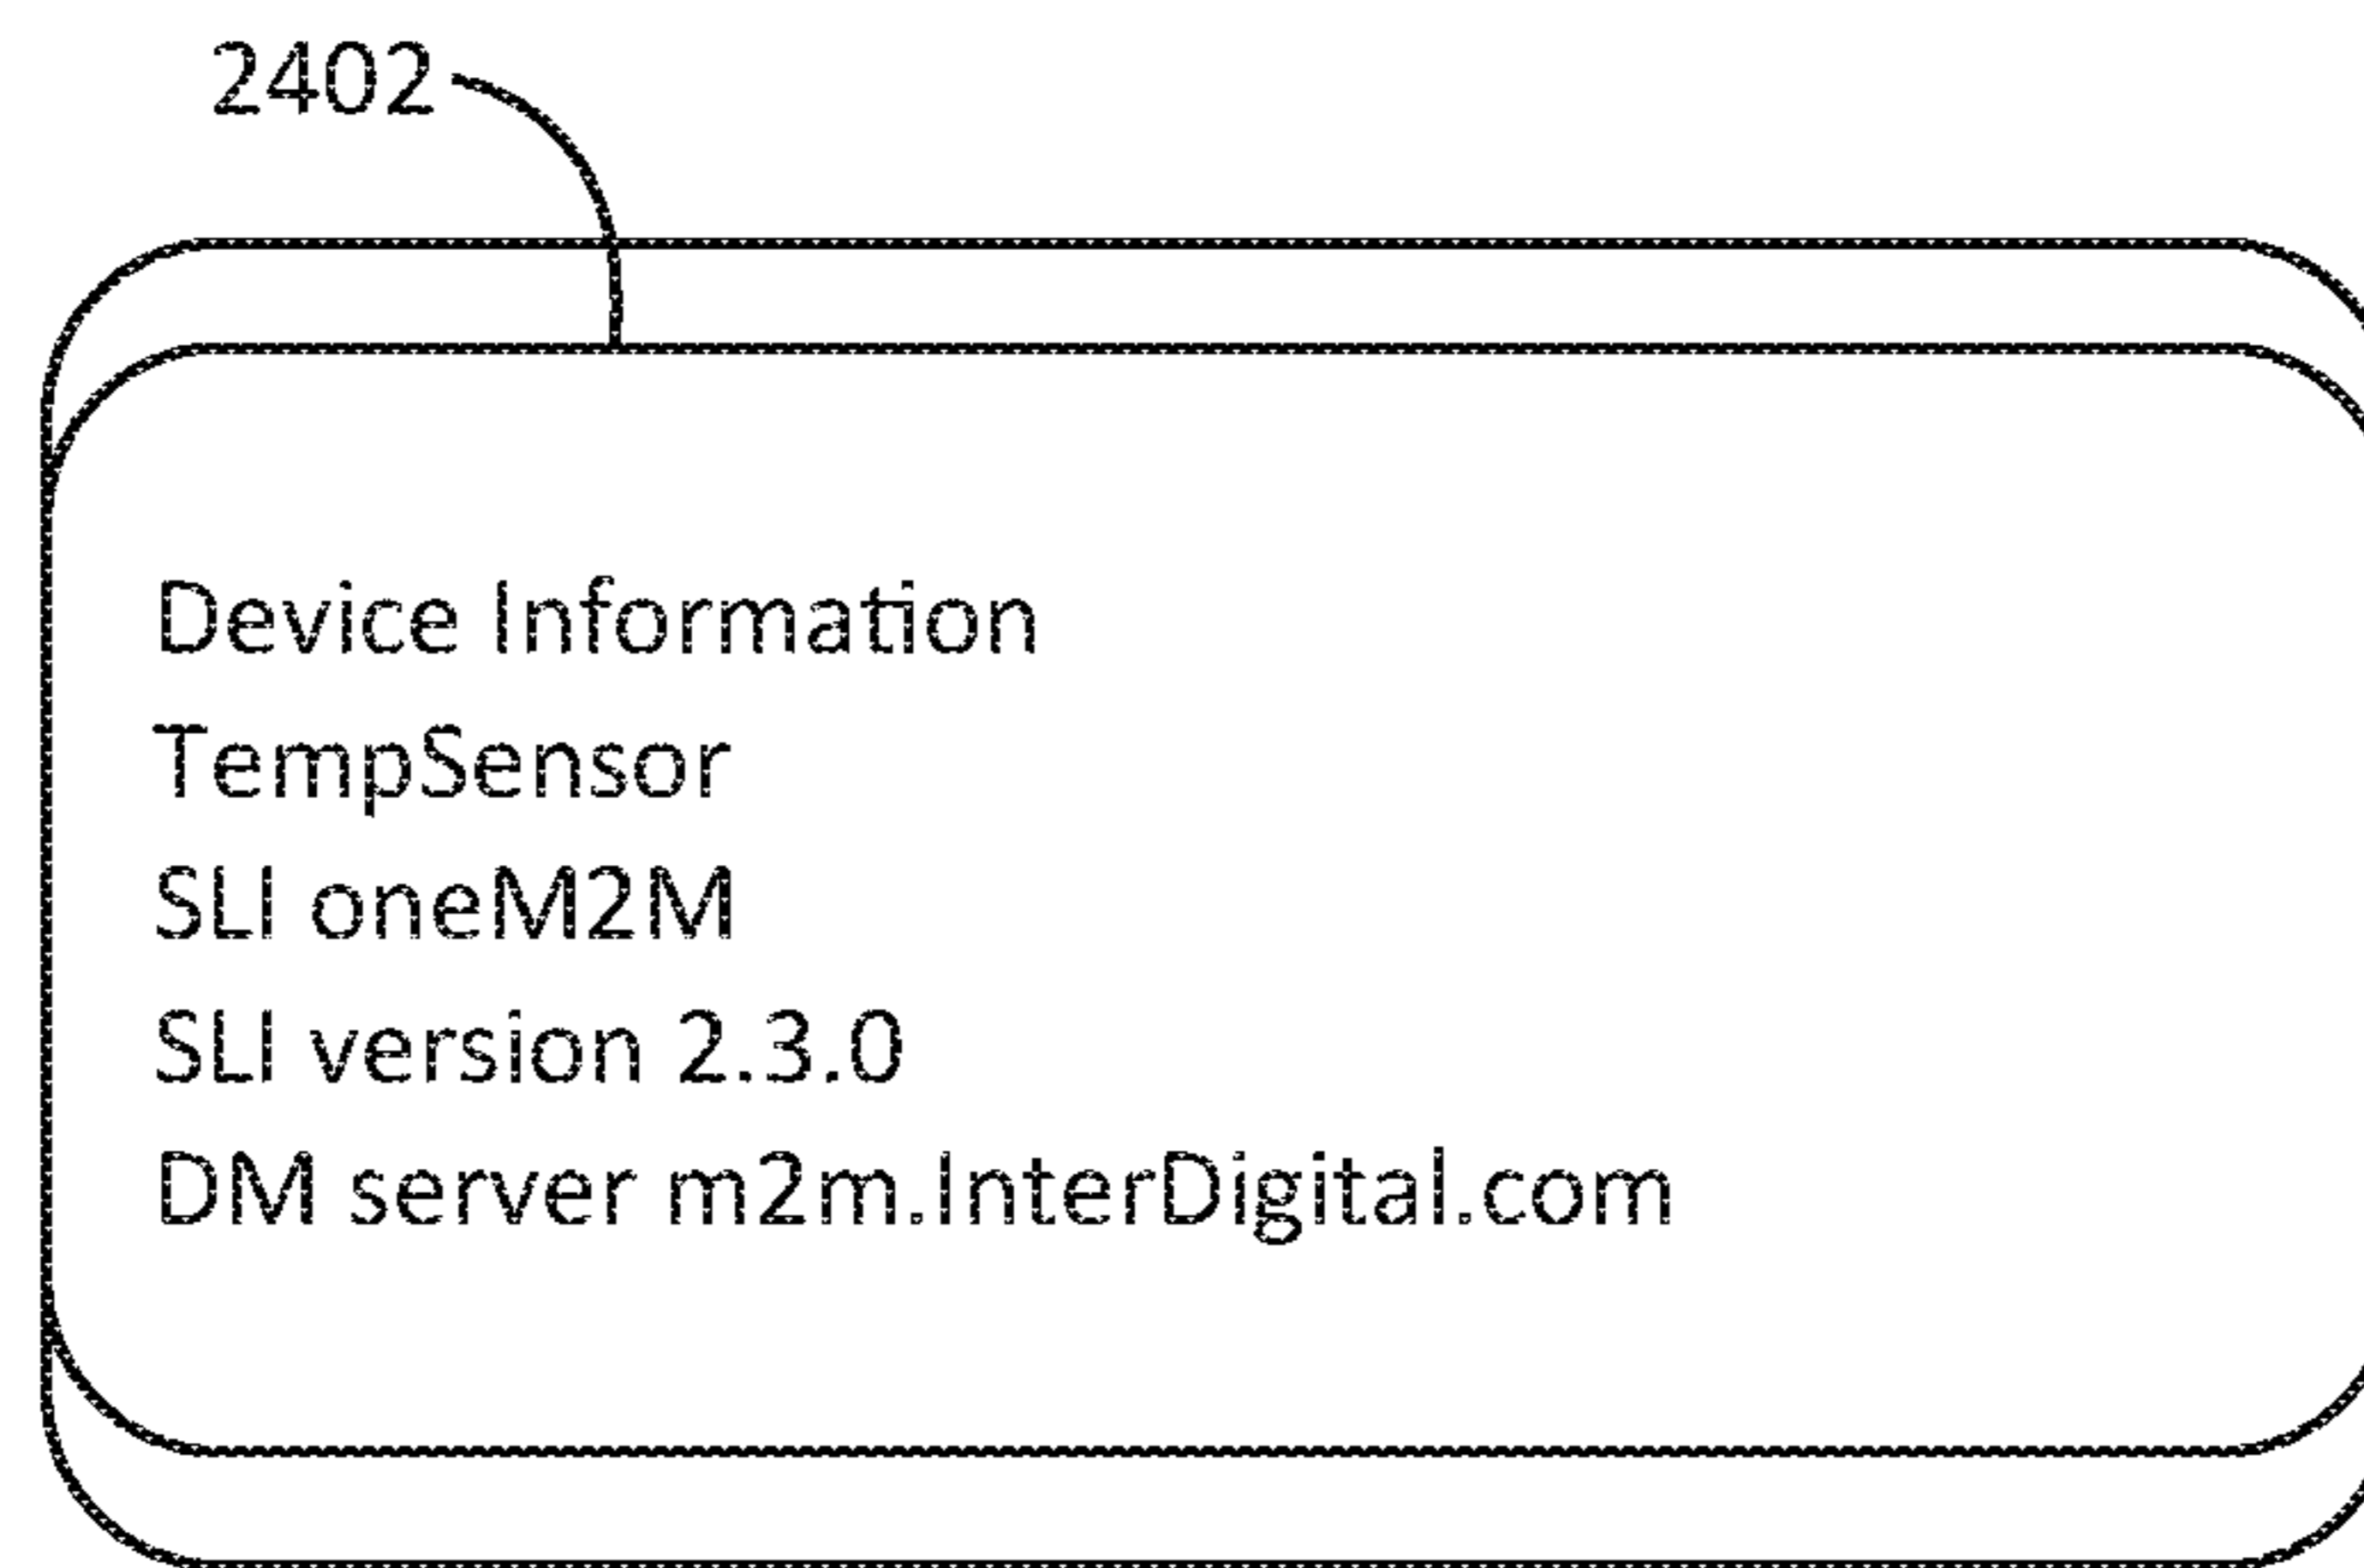 2402
Device Information
TempSensor
SLI oneM2M
SLI version 2.3.0
DM server m2m.InterDigital.com